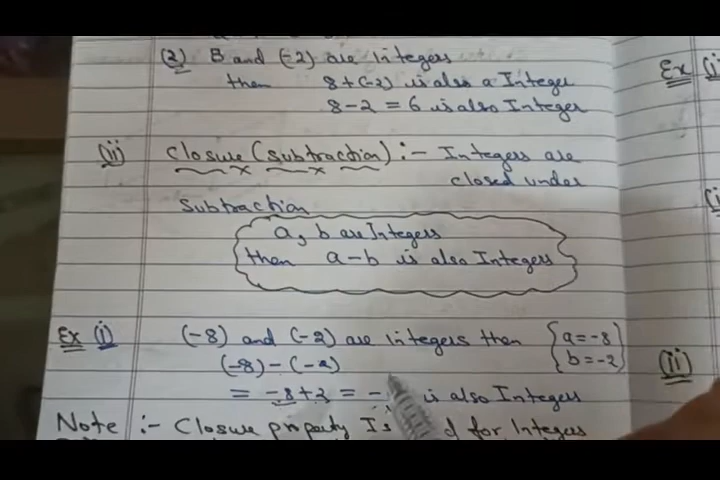 (2) 8 and (-2) are Integers
then 8+(-2) is also a Integer
8-2 = 6 is also Integer
Ex (i)
(ii) Closure (Subtraction) :- Integers are
closed under
Subtraction
a, b are Integers
then a-b is also Integers
Ex (i) (-8) and (-2) are integers then { a=-8
b=-2 }
(-8)-(-2)
= -8+2 = - is also Integers
(ii)
Note :- Closure property Is d for Integers